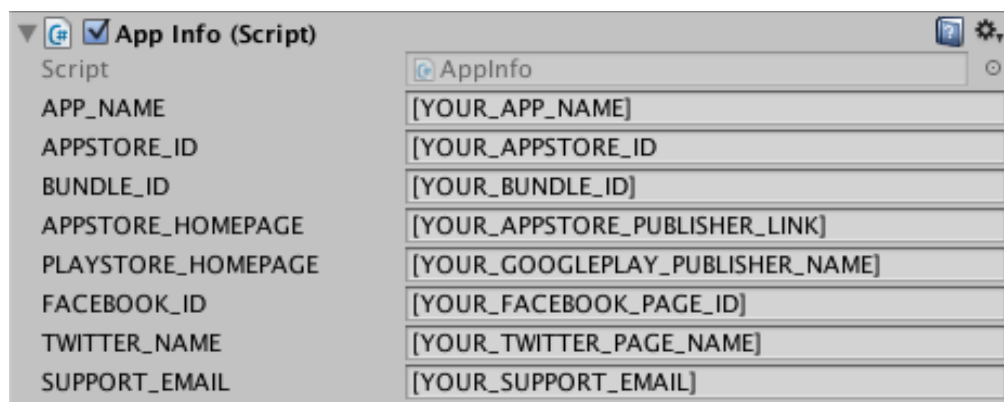 App Info (Script)
Script AppInfo
APP_NAME [YOUR_APP_NAME]
APPSTORE_ID [YOUR_APPSTORE_ID
BUNDLE_ID [YOUR_BUNDLE_ID]
APPSTORE_HOMEPAGE [YOUR_APPSTORE_PUBLISHER_LINK]
PLAYSTORE_HOMEPAGE [YOUR_GOOGLEPLAY_PUBLISHER_NAME]
FACEBOOK_ID [YOUR_FACEBOOK_PAGE_ID]
TWITTER_NAME [YOUR_TWITTER_PAGE_NAME]
SUPPORT_EMAIL [YOUR_SUPPORT_EMAIL]